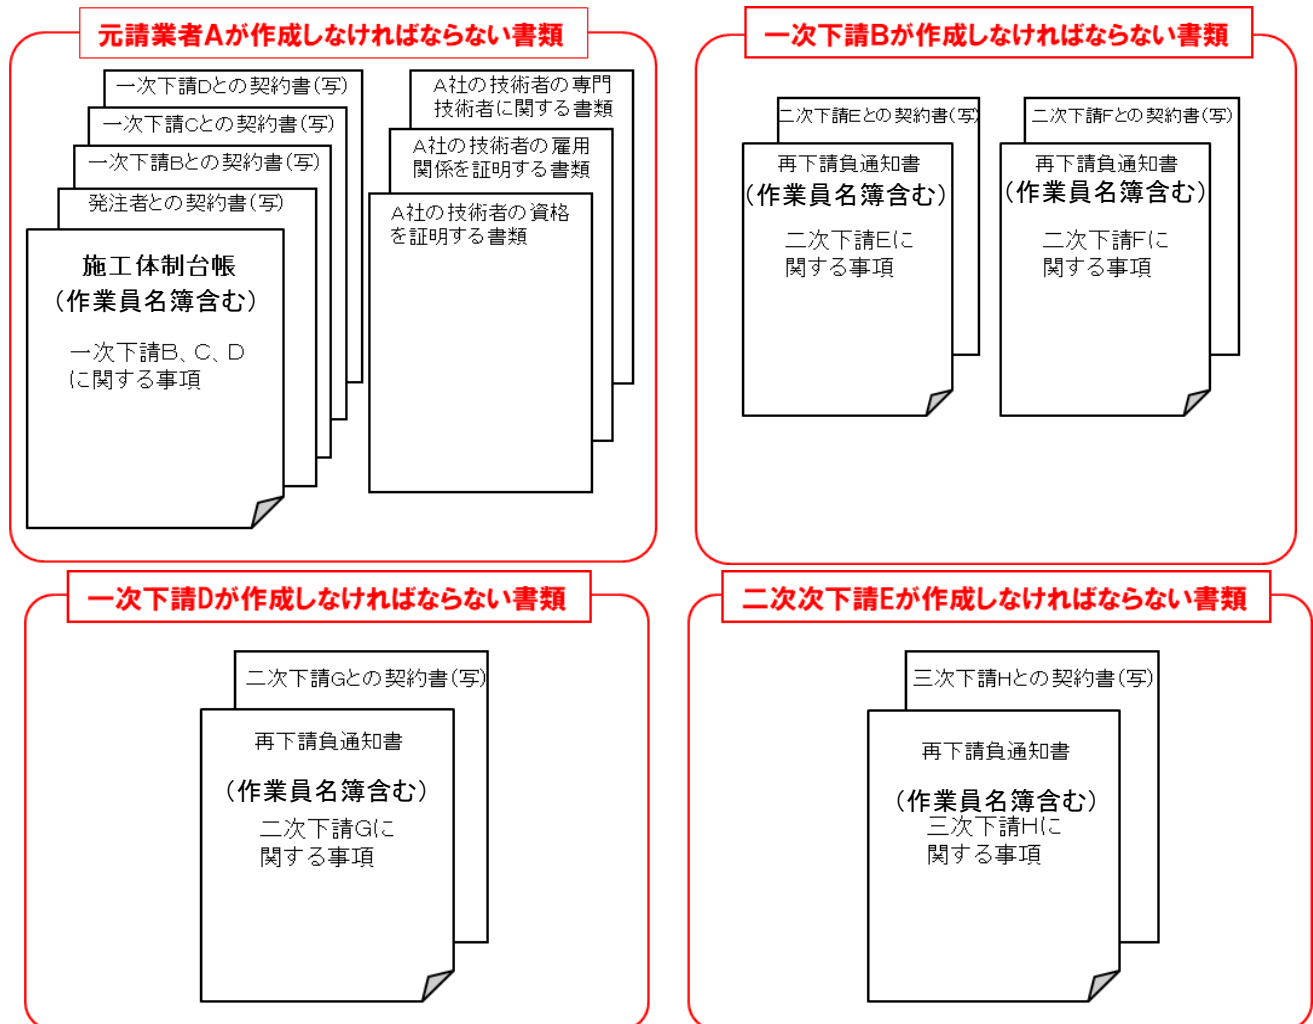 元請業者Aが作成しなければならない書類
一次下請Dとの契約書(写)
一次下請Cとの契約書(写)
一次下請Bとの契約書(写)
発注者との契約書(写)
施工体制台帳
(作業員名簿含む)
一次下請B、C、D
に関する事項
A社の技術者の専門
技術者に関する書類
A社の技術者の雇用
関係を証明する書類
A社の技術者の資格
を証明する書類
一次下請Bが作成しなければならない書類
二次下請Eとの契約書(写)
再下請負通知書
(作業員名簿含む)
二次下請Eに
関する事項
二次下請Fとの契約書(写)
再下請負通知書
(作業員名簿含む)
二次下請Fに
関する事項
一次下請Dが作成しなければならない書類
二次下請Gとの契約書(写)
再下請負通知書
(作業員名簿含む)
二次下請Gに
関する事項
二次次下請Eが作成しなければならない書類
三次下請Hとの契約書(写)
再下請負通知書
(作業員名簿含む)
三次下請Hに
関する事項